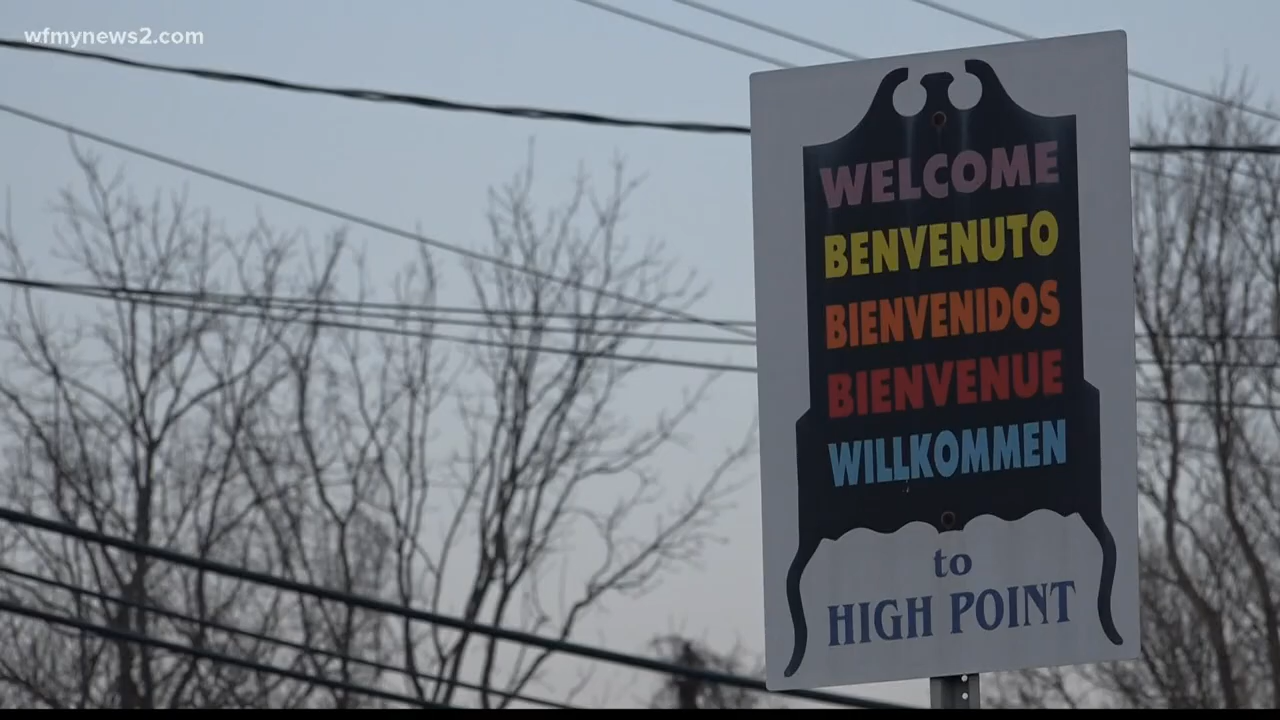 wfmynews2.com
WELCOME
BENVENUTO
BIENVENIDOS
BIENVENUE
WILLKOMMEN
to
HIGH POINT